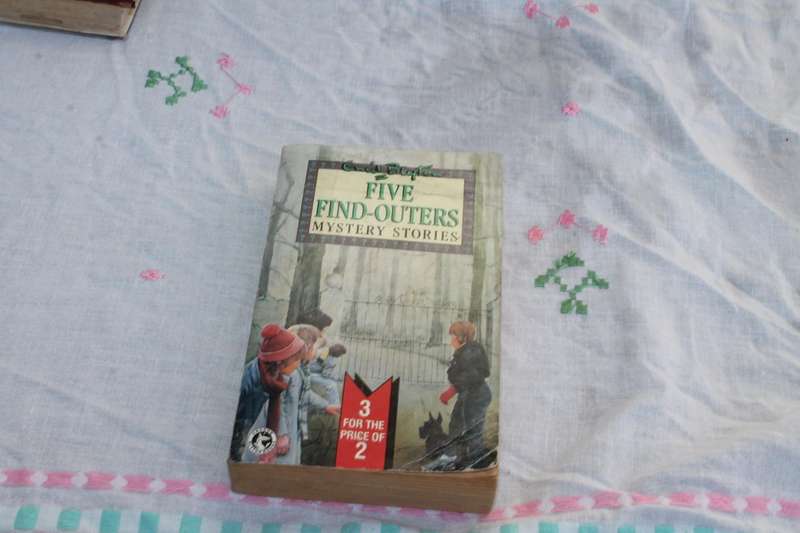 Enid Blyton
FIVE
FIND-OUTERS
MYSTERY STORIES
3
FOR THE
PRICE OF
2